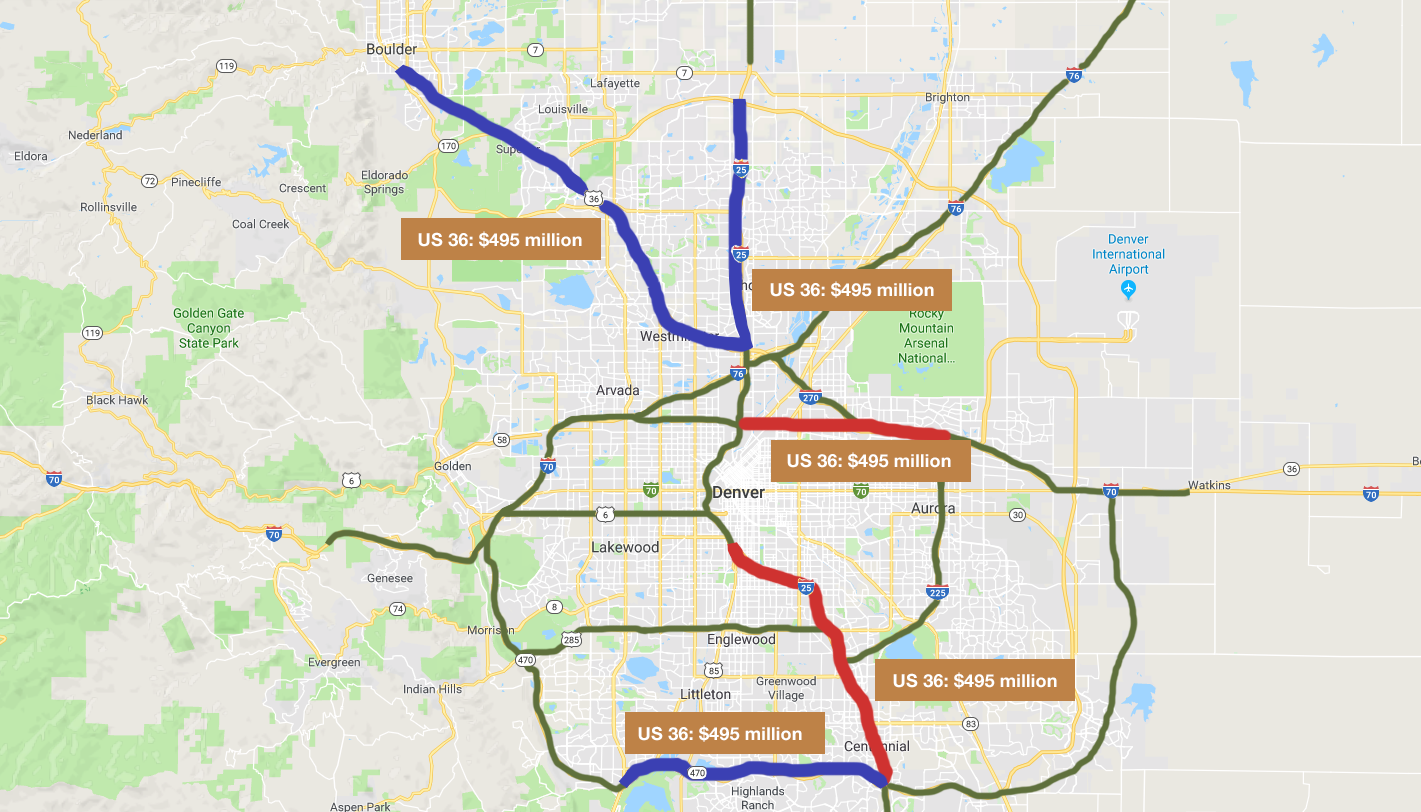 Boulder
7
119
Lafayette
7
76
Louisville
Brighton
Nederland
170
Eldora
25
72
Pinecliffe
Crescent
Eldorado
Springs
36
Rollinsville
76
Coal Creek
US 36: $495 million
Denver
International
Airport
25
US 36: $495 million
Golden Gate
Canyon
State Park
Rocky
Mountain
Arsenal
National...
119
76
Arvada
270
Black Hawk
58
US 36: $495 million
70
Golden
36
70
6
70
Denver
70
70
Watkins
70
Aurora
6
30
70
Lakewood
Genesee
25
225
74
8
Morrison
285
Englewood
470
Evergreen
85
Greenwood
Village
US 36: $495 million
Indian Hills
Littleton
83
US 36: $495 million
470
Highlands
Ranch
Aspen Park